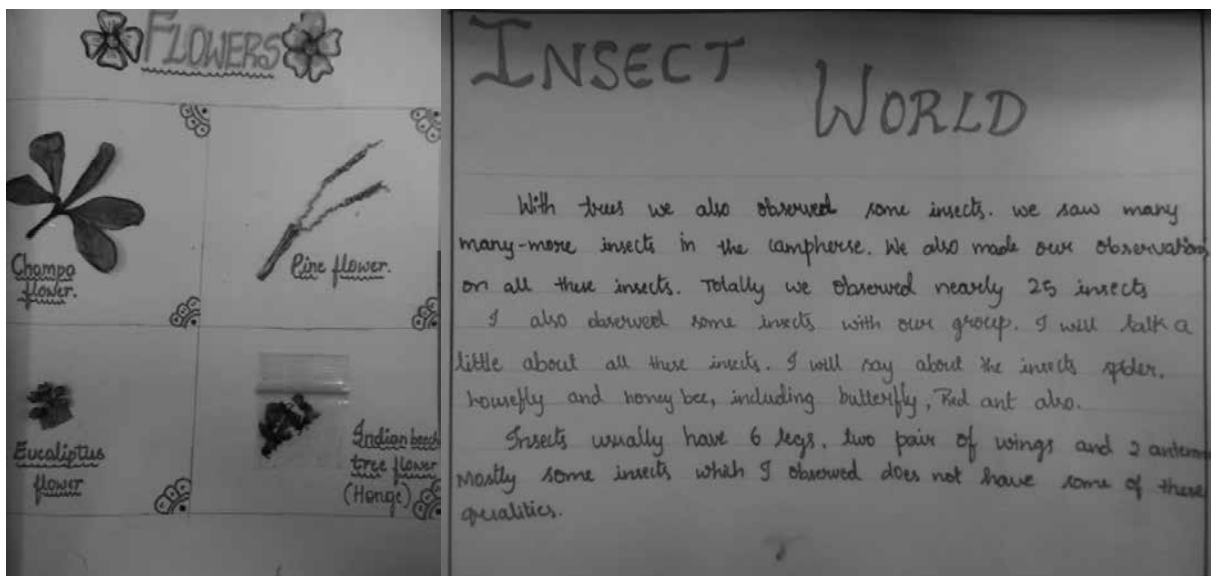 FLOWERS
Champa
flower.
Pine flower.
Eucaliptus
flower
Indian beech
tree flower
(Honge)
INSECT
WORLD
With trees we also observed some insects. we saw many
many-more insects in the campherse. We also made our observations
on all these insects. Totally we observed nearly 25 insects
I also observed some insects with our group. I will talk a
little about all these insects. I will say about the insects spider,
housefly and honey bee, including butterfly, Red ant also.
Insects usually have 6 legs, two pair of wings and 2 antenna
Mostly some insects which I observed does not have some of these
qualities.